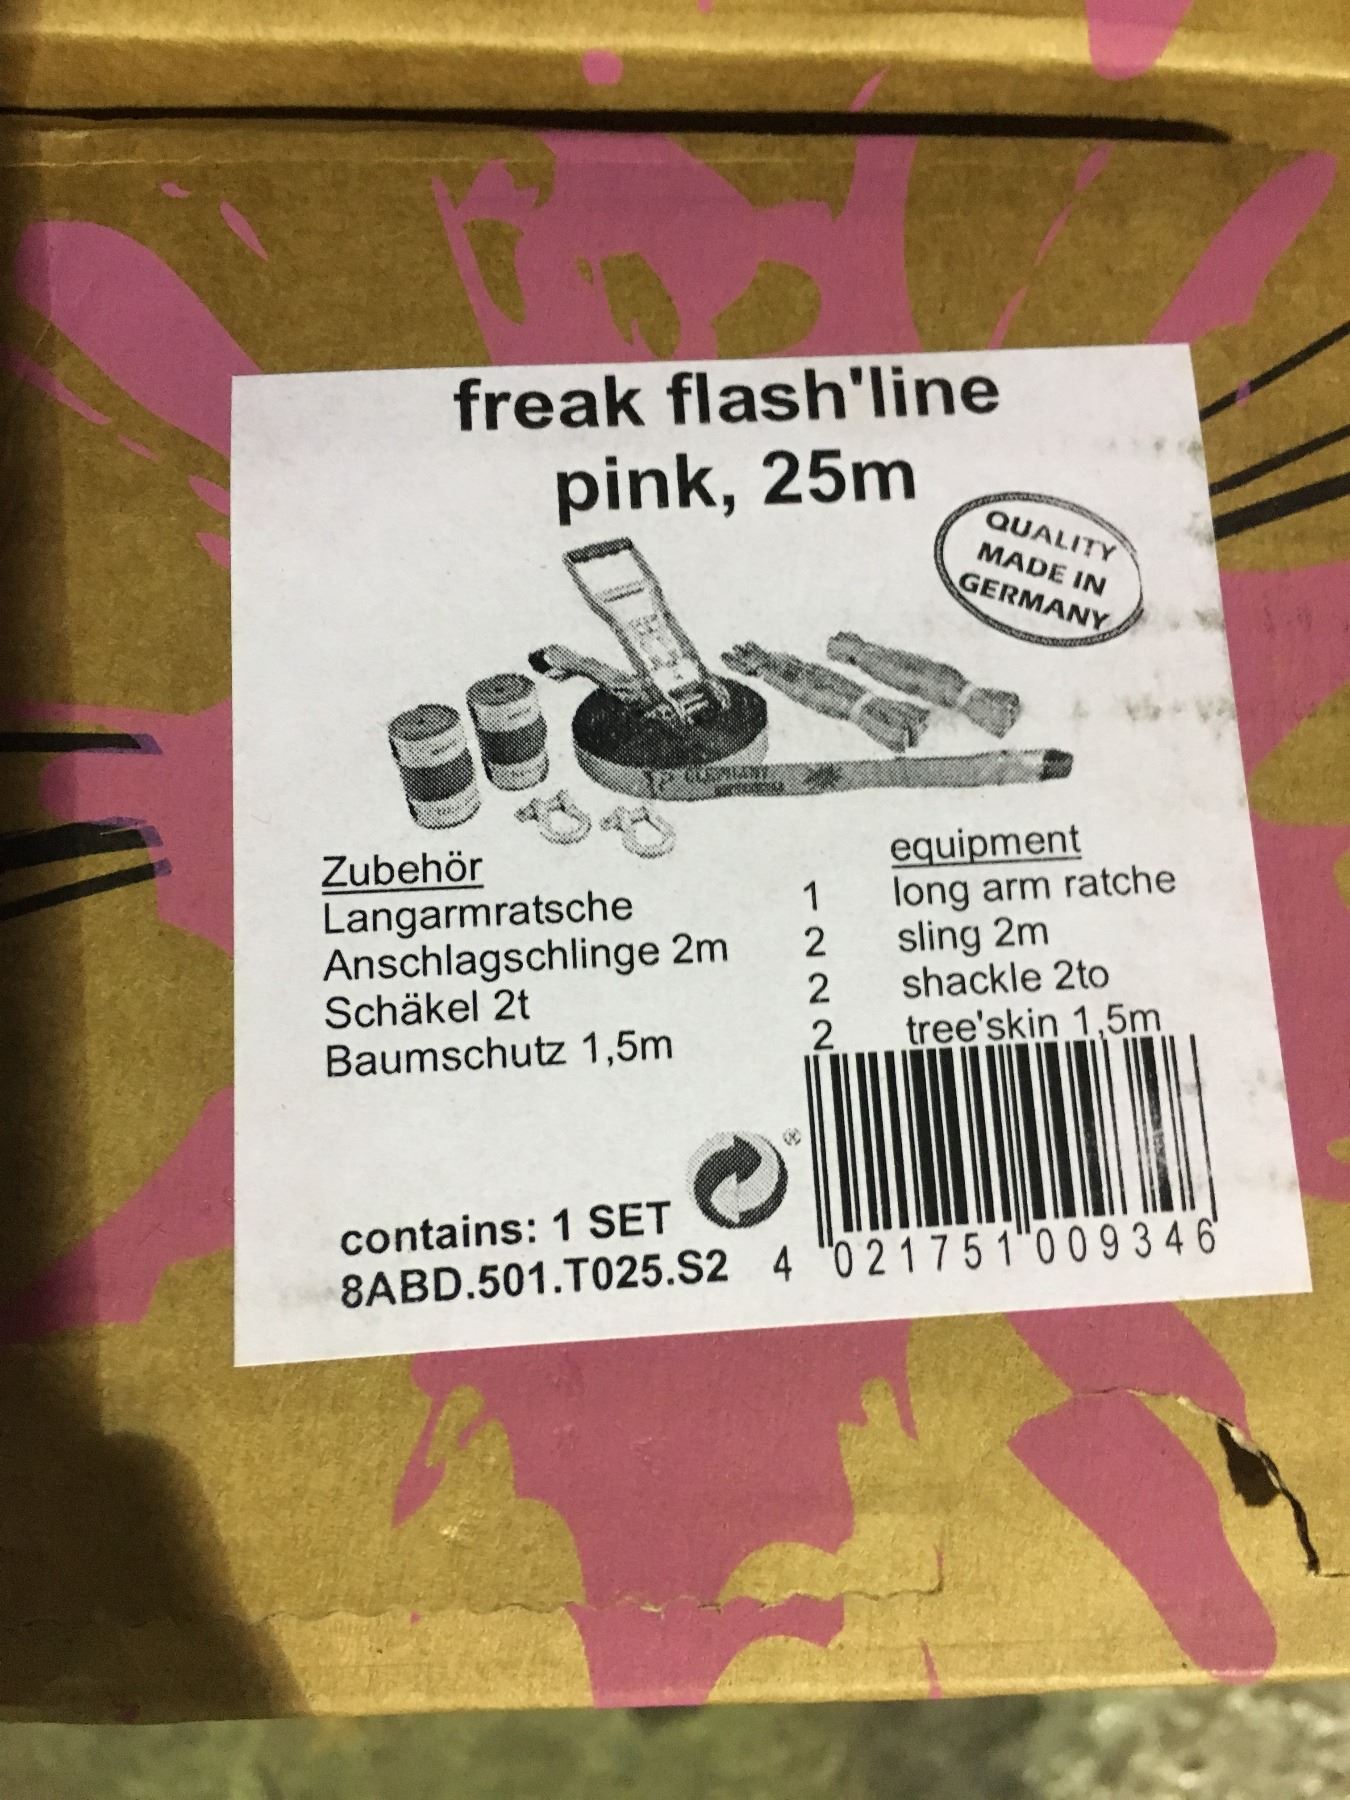 freak flash'line
pink, 25m
QUALITY
MADE IN
GERMANY
ELEPHANT
Zubehör
equipment
Langarmratsche 1 long arm ratche
Anschlagschlinge 2m 2 sling 2m
Schäkel 2t 2 shackle 2to
Baumschutz 1,5m 2 tree'skin 1,5m
®
contains: 1 SET
8ABD.501.T025.S2
4 021751 009346